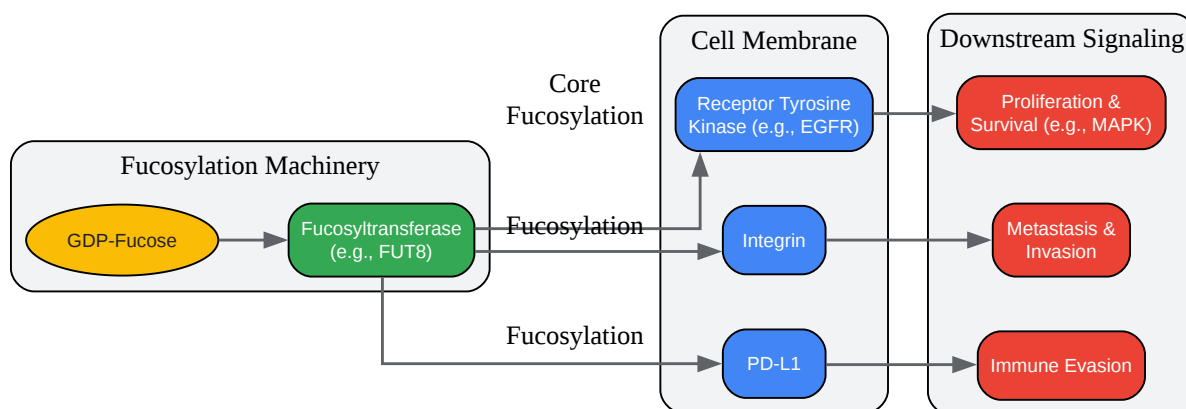 Cell Membrane
Downstream Signaling
Core
Fucosylation
Receptor Tyrosine
Kinase (e.g., EGFR)
Proliferation &
Survival (e.g., MAPK)
Fucosylation Machinery
GDP-Fucose
Fucosyltransferase
(e.g., FUT8)
Fucosylation
Integrin
Metastasis &
Invasion
Fucosylation
PD-L1
Immune Evasion